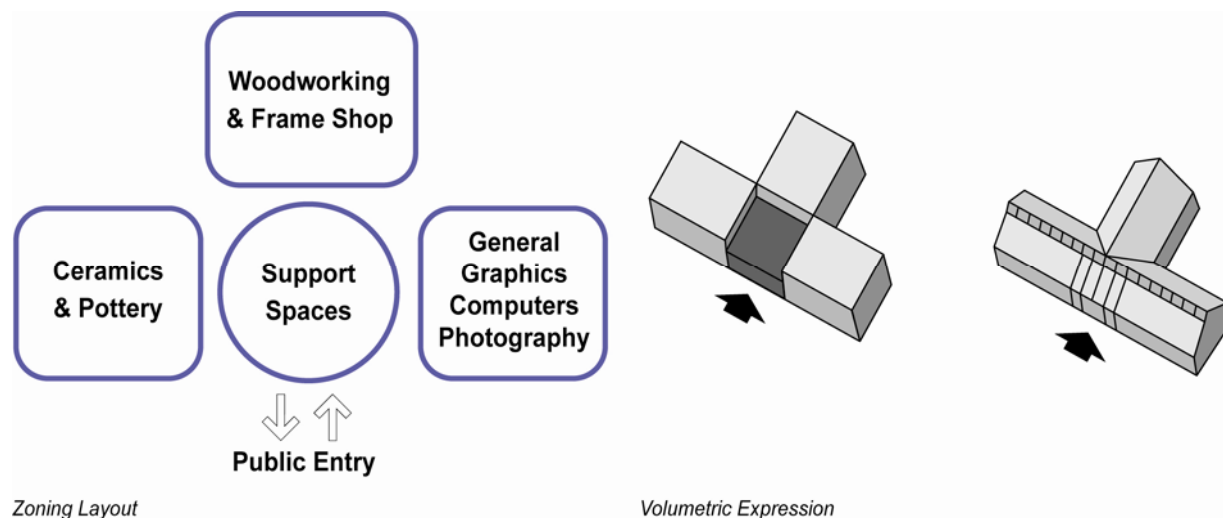 Woodworking
& Frame Shop
Ceramics
& Pottery
Support
Spaces
General
Graphics
Computers
Photography
Public Entry
Zoning Layout
Volumetric Expression